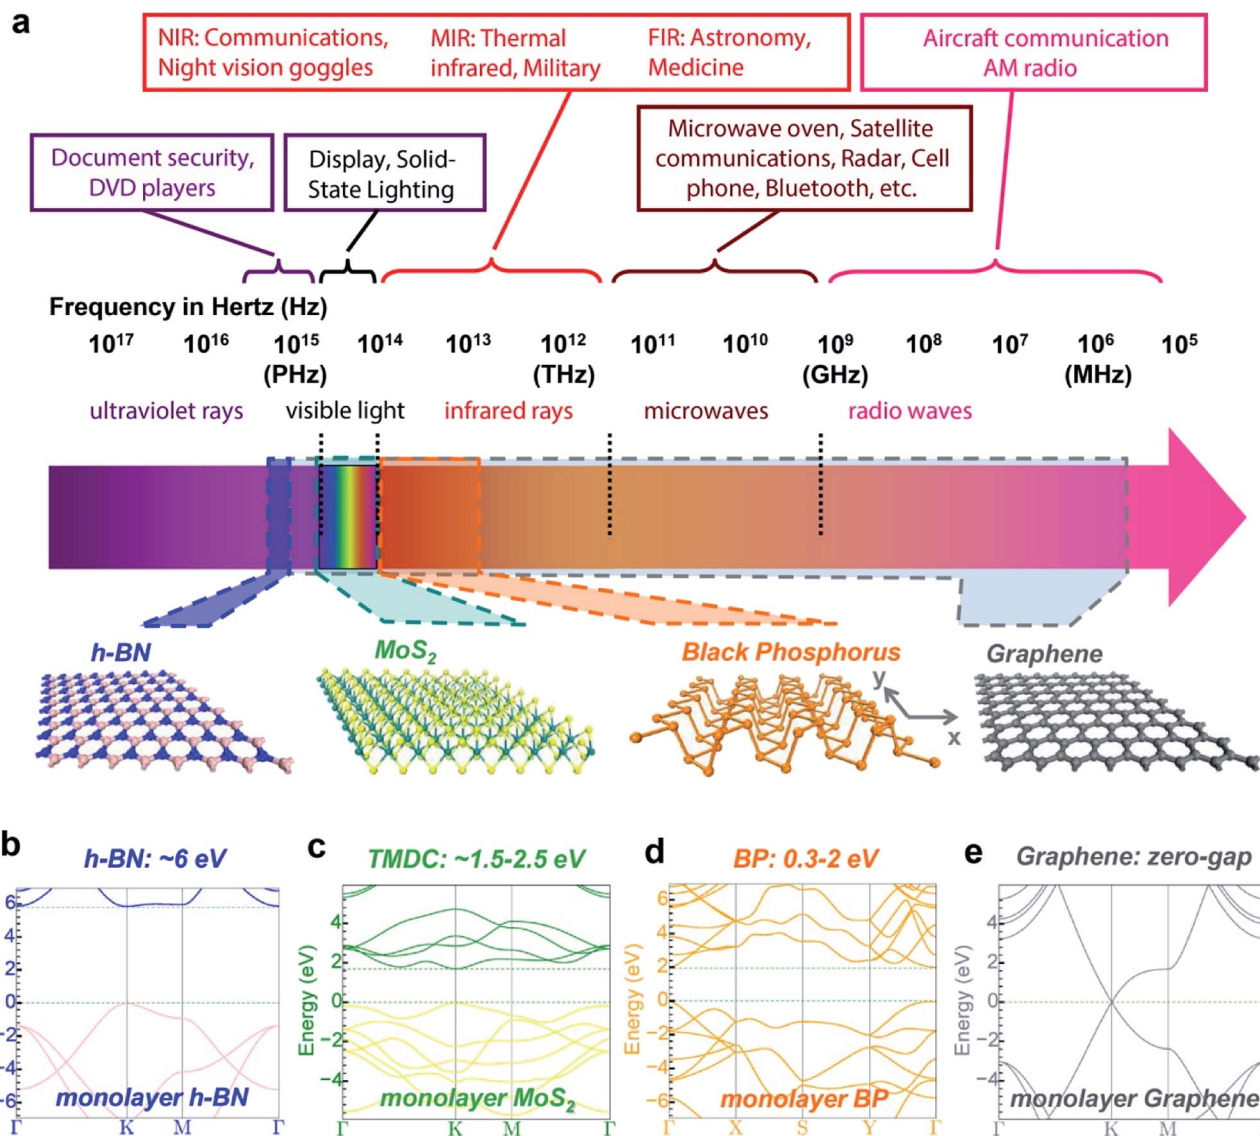 a
NIR: Communications,
Night vision goggles
MIR: Thermal
infrared, Military
FIR: Astronomy,
Medicine
Aircraft communication
AM radio
Document security,
DVD players
Display, Solid-
State Lighting
Microwave oven, Satellite
communications, Radar, Cell
phone, Bluetooth, etc.
Frequency in Hertz (Hz)
10¹⁷ 10¹⁶ 10¹⁵ 10¹⁴ 10¹³ 10¹² 10¹¹ 10¹⁰ 10⁹ 10⁸ 10⁷ 10⁶ 10⁵
(PHz) (THz) (GHz) (MHz)
ultraviolet rays visible light infrared rays microwaves radio waves
h-BN
MoS₂
Black Phosphorus
Graphene
y
x
b
h-BN: ~6 eV
6
4
2
0
-2
-4
-6
monolayer h-BN
Γ K M Γ
c
TMDC: ~1.5-2.5 eV
Energy (eV)
4
2
0
−2
−4
monolayer MoS₂
Γ K M Γ
d
BP: 0.3-2 eV
Energy (eV)
6
4
2
0
−2
−4
−6
monolayer BP
Γ X S Y Γ
e
Graphene: zero-gap
Energy (eV)
4
2
0
−2
−4
monolayer Graphene
Γ K M